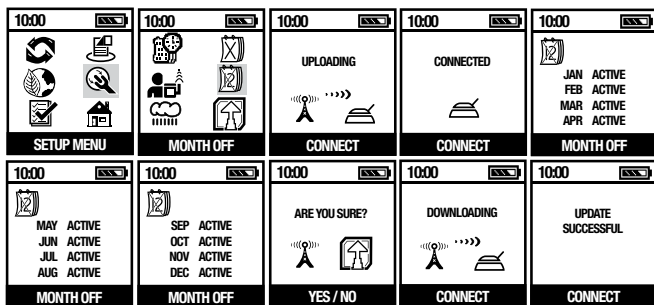 10:00
SETUP MENU
10:00
MONTH OFF
10:00
UPLOADING
CONNECT
10:00
CONNECTED
CONNECT
10:00
12
JAN ACTIVE
FEB ACTIVE
MAR ACTIVE
APR ACTIVE
MONTH OFF
10:00
12
MAY ACTIVE
JUN ACTIVE
JUL ACTIVE
AUG ACTIVE
MONTH OFF
10:00
12
SEP ACTIVE
OCT ACTIVE
NOV ACTIVE
DEC ACTIVE
MONTH OFF
10:00
ARE YOU SURE?
YES / NO
10:00
DOWNLOADING
CONNECT
10:00
UPDATE
SUCCESSFUL
CONNECT